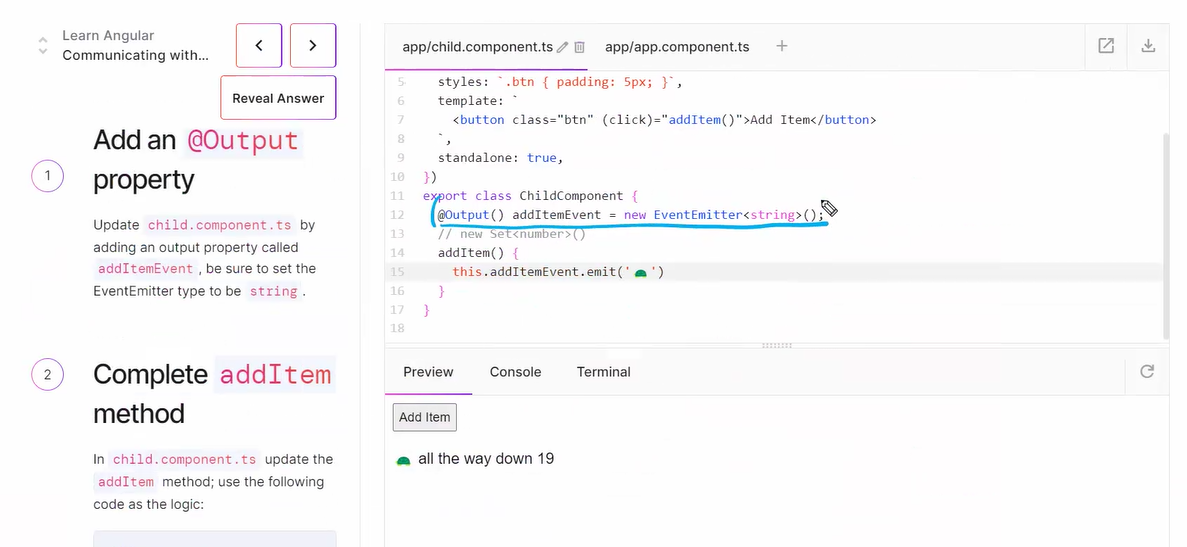 Learn Angular
Communicating with...
Reveal Answer
Add an @Output
property
1
Update child.component.ts by
adding an output property called
addItemEvent , be sure to set the
EventEmitter type to be string .
2
Complete addItem
method
In child.component.ts update the
addItem method; use the following
code as the logic:
app/child.component.ts
app/app.component.ts
+
5 styles: `.btn { padding: 5px; }`,
6 template: `
7 <button class="btn" (click)="addItem()">Add Item</button>
8 `,
9 standalone: true,
10 })
11 export class ChildComponent {
12 @Output() addItemEvent = new EventEmitter<string>();
13 // new Set<number>()
14 addItem() {
15 this.addItemEvent.emit('🐢')
16 }
17 }
18
Preview
Console
Terminal
Add Item
🐢 all the way down 19